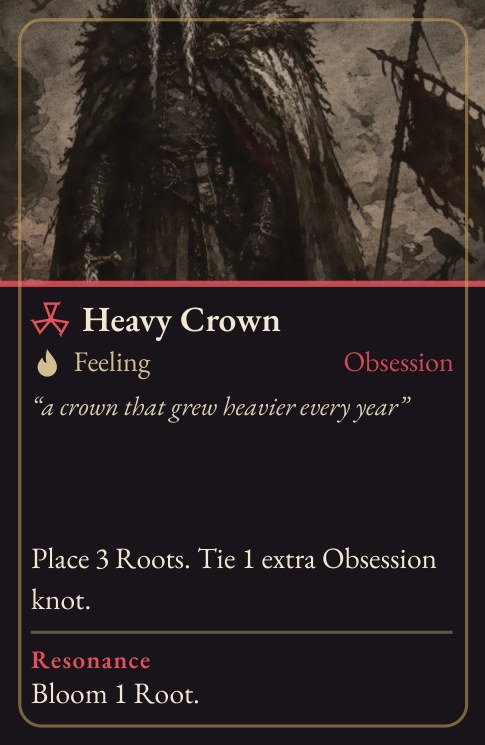 Heavy Crown
Feeling
Obsession
“a crown that grew heavier every year”
Place 3 Roots. Tie 1 extra Obsession
knot.
Resonance
Bloom 1 Root.